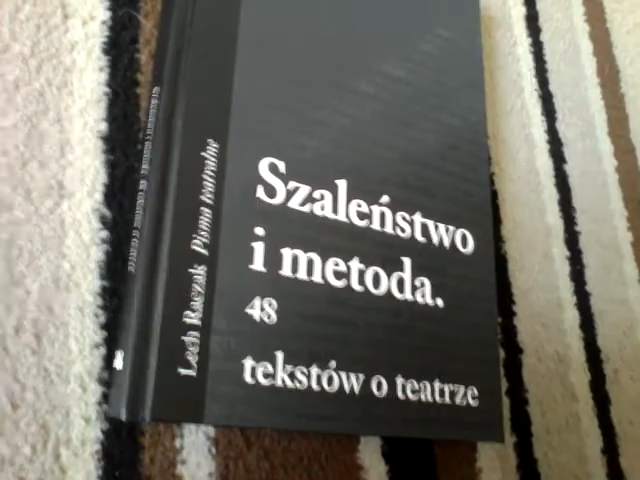 Szaleństwo
i metoda.
48
tekstów o teatrze
Lech Raczak Pisma teatralne